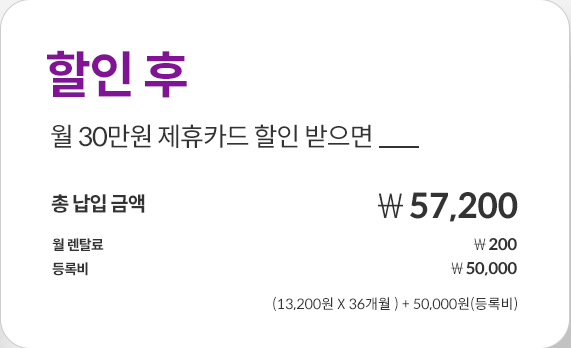 할인 후
월 30만원 제휴카드 할인 받으면 ___
총 납입 금액 ₩ 57,200
월 렌탈료 ₩ 200
등록비 ₩ 50,000
(13,200원 X 36개월 ) + 50,000원(등록비)